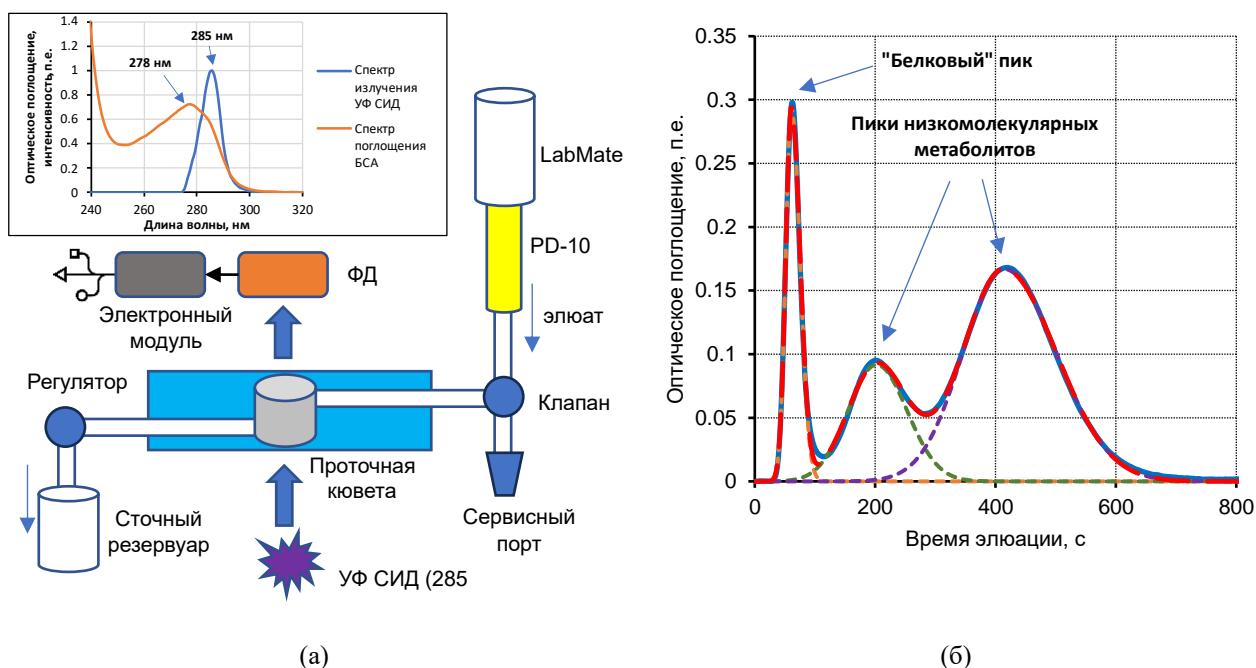 1.4
1.2
1
0.8
0.6
0.4
0.2
0
240
260
280
300
320
Оптическое поглощение,
интенсивность,п.е.
Длина волны, нм
285 нм
278 нм
Спектр
излучения
УФ СИД
Спектр
поглощения
БСА
LabMate
PD-10
элюат
ФД
Электронный
модуль
Регулятор
Клапан
Проточная
кювета
Сточный
резервуар
Сервисный
порт
УФ СИД (285
(а)
0.35
0.3
0.25
0.2
0.15
0.1
0.05
0
0
200
400
600
800
Оптическое поглощение, п.е.
Время элюации, с
"Белковый" пик
Пики низкомолекулярных
метаболитов
(б)